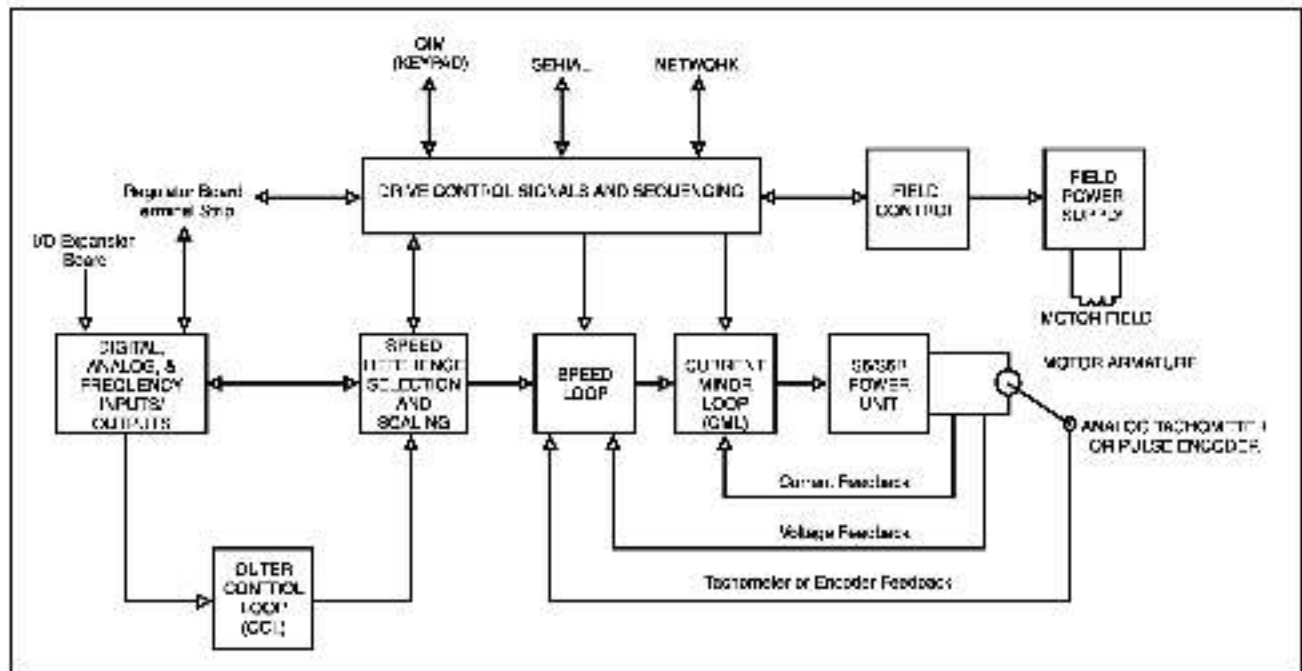 OIM
(KEYPAD)
SERIAL
NETWORK
Regulator Board
Terminal Strip
DRIVE CONTROL SIGNALS AND SEQUENCING
FIELD
CONTROL
FIELD
POWER
SUPPLY
I/O Expansion
Board
MOTOR FIELD
DIGITAL,
ANALOG, &
FREQUENCY
INPUTS/
OUTPUTS
SPEED
REFERENCE
SELECTION
AND
SCALING
SPEED
LOOP
CURRENT
MINOR
LOOP
(CML)
S6/S6R
POWER
UNIT
MOTOR ARMATURE
ANALOG TACHOMETER
OR PULSE ENCODER
Current Feedback
Voltage Feedback
Tachometer or Encoder Feedback
OUTER
CONTROL
LOOP
(OCL)